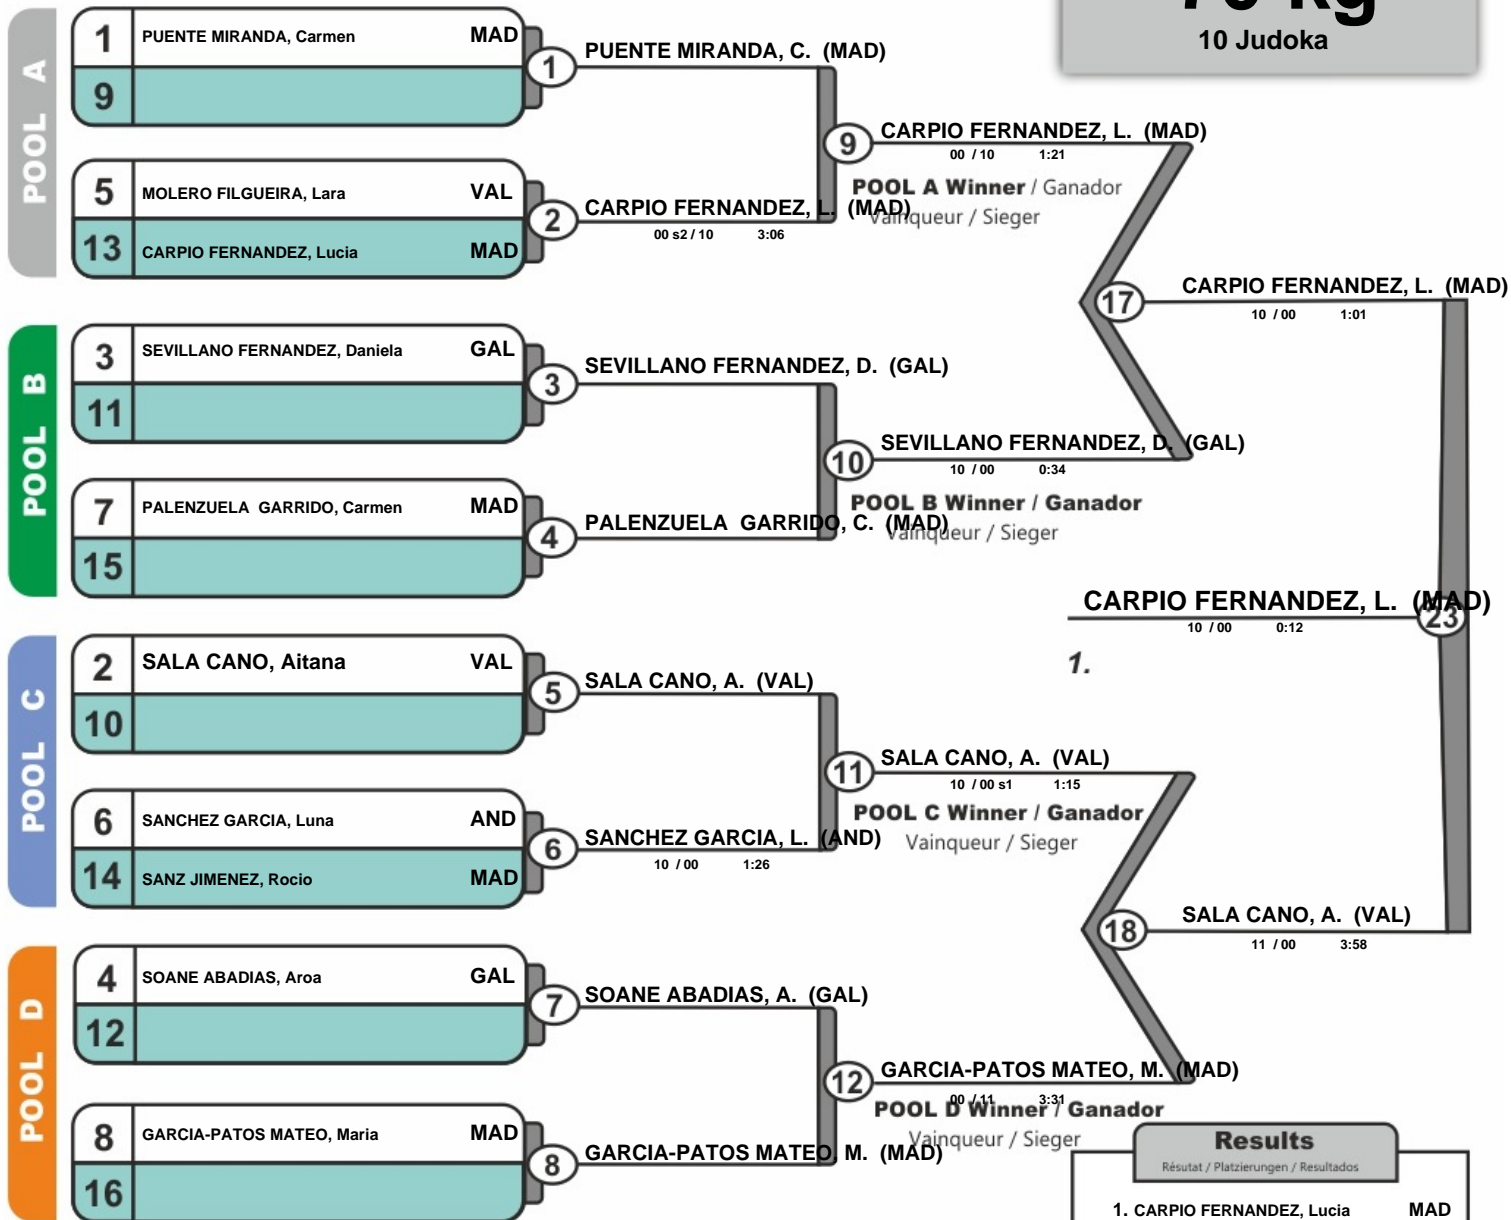 70 kg
10 Judoka
POOL A
1 PUENTE MIRANDA, Carmen MAD
9
5 MOLERO FILGUEIRA, Lara VAL
13 CARPIO FERNANDEZ, Lucia MAD
1 PUENTE MIRANDA, C. (MAD)
2 CARPIO FERNANDEZ, L. (MAD)
00 s2 / 10 3:06
9 CARPIO FERNANDEZ, L. (MAD)
00 / 10 1:21
POOL A Winner / Ganador
Vainqueur / Sieger
POOL B
3 SEVILLANO FERNANDEZ, Daniela GAL
11
7 PALENZUELA GARRIDO, Carmen MAD
15
3 SEVILLANO FERNANDEZ, D. (GAL)
4 PALENZUELA GARRIDO, C. (MAD)
10 SEVILLANO FERNANDEZ, D. (GAL)
10 / 00 0:34
POOL B Winner / Ganador
Vainqueur / Sieger
17 CARPIO FERNANDEZ, L. (MAD)
10 / 00 1:01
CARPIO FERNANDEZ, L. (MAD)
23
10 / 00 0:12
1.
POOL C
2 SALA CANO, Aitana VAL
10
6 SANCHEZ GARCIA, Luna AND
14 SANZ JIMENEZ, Rocio MAD
5 SALA CANO, A. (VAL)
6 SANCHEZ GARCIA, L. (AND)
10 / 00 1:26
11 SALA CANO, A. (VAL)
10 / 00 s1 1:15
POOL C Winner / Ganador
Vainqueur / Sieger
18 SALA CANO, A. (VAL)
11 / 00 3:58
POOL D
4 SOANE ABADIAS, Aroa GAL
12
8 GARCIA-PATOS MATEO, Maria MAD
16
7 SOANE ABADIAS, A. (GAL)
8 GARCIA-PATOS MATEO, M. (MAD)
12 GARCIA-PATOS MATEO, M. (MAD)
00 / 11 3:31
POOL D Winner / Ganador
Vainqueur / Sieger
Results
Résutat / Platzierungen / Resultados
1. CARPIO FERNANDEZ, Lucia MAD